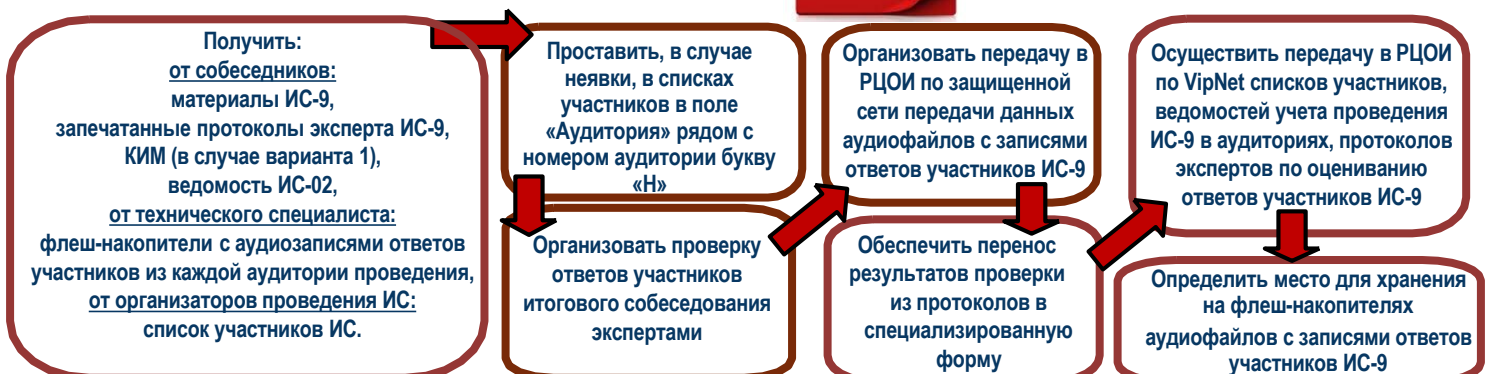 Получить:
от собеседников:
материалы ИС-9,
запечатанные протоколы эксперта ИС-9,
КИМ (в случае варианта 1),
ведомость ИС-02,
от технического специалиста:
флеш-накопители с аудиозаписями ответов
участников из каждой аудитории проведения,
от организаторов проведения ИС:
список участников ИС.
Проставить, в случае
неявки, в списках
участников в поле
«Аудитория» рядом с
номером аудитории букву
«Н»
Организовать проверку
ответов участников
итогового собеседования
экспертами
Организовать передачу в
РЦОИ по защищенной
сети передачи данных
аудиофайлов с записями
ответов участников ИС-9
Обеспечить перенос
результатов проверки
из протоколов в
специализированную
форму
Осуществить передачу в РЦОИ
по VipNet списков участников,
ведомостей учета проведения
ИС-9 в аудиториях, протоколов
экспертов по оцениванию
ответов участников ИС-9
Определить место для хранения
на флеш-накопителях
аудиофайлов с записями ответов
участников ИС-9